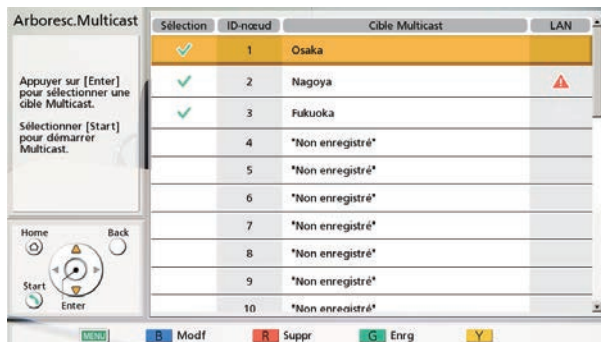 Arboresc.Multicast
Appuyer sur [Enter]
pour sélectionner une
cible Multicast.
Sélectionner [Start]
pour démarrer
Multicast.
Home
Back
Start
Enter
Sélection ID-nœud Cible Multicast LAN
1 Osaka
2 Nagoya
3 Fukuoka
4 *Non enregistré*
5 *Non enregistré*
6 *Non enregistré*
7 *Non enregistré*
8 *Non enregistré*
9 *Non enregistré*
10 *Non enregistré*
MENU B Modf R Suppr G Enrg Y